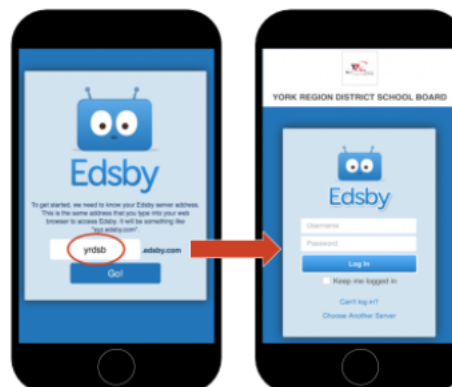 Edsby
To get started, we need to know your Edsby server address.
This is the same address that you type into your web
browser to access Edsby. It will be something like
"xyz.edsby.com".
yrdsb .edsby.com
Go!
YORK REGION DISTRICT SCHOOL BOARD
Edsby
Username
Password
Log In
Keep me logged in
Can't log in?
Choose Another Server